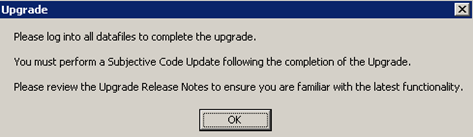 Upgrade
Please log into all datafiles to complete the upgrade.
You must perform a Subjective Code Update following the completion of the Upgrade.
Please review the Upgrade Release Notes to ensure you are familiar with the latest functionality.
OK